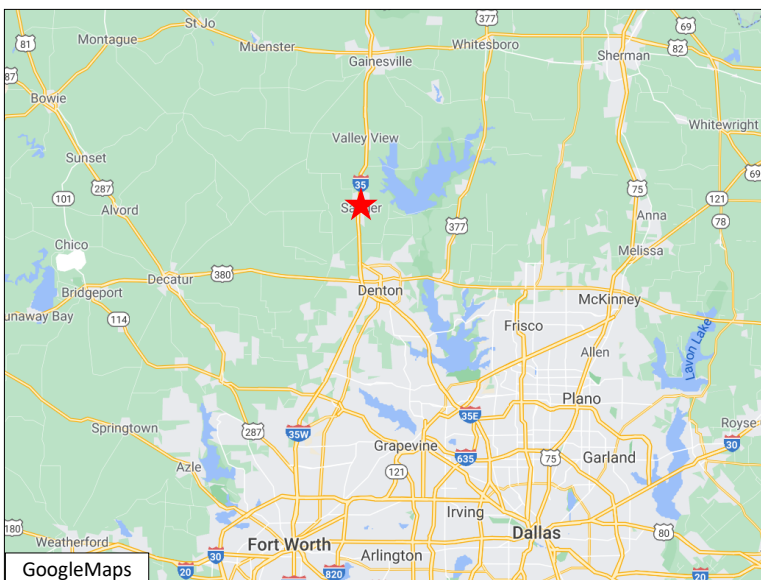 St Jo
377
69
81
Montague
Muenster
Whitesboro
Sherman
82
Gainesville
287
Bowie
Valley View
Whitewright
Sunset
69
35
287
75
101
121
Alvord
Anna
78
377
Chico
Melissa
380
Decatur
Denton
Bridgeport
McKinney
unaway Bay
114
Frisco
Lavon Lake
Allen
Plano
35E
Springtown
287
35W
Royse
Grapevine
30
635
75
Garland
Azle
121
Irving
180
Dallas
80
Weatherford
Fort Worth
30
Arlington
GoogleMaps
20
820
20